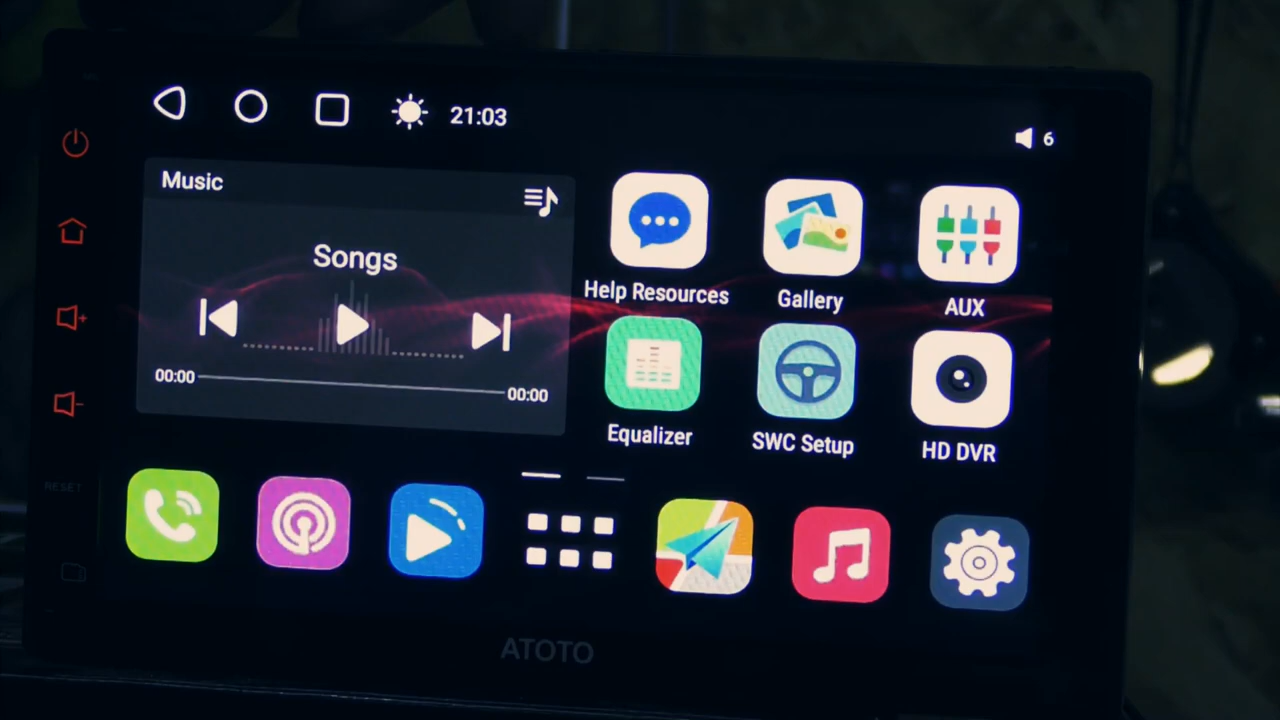 21:03
6
Music
Songs
00:00
00:00
Help Resources
Gallery
AUX
Equalizer
SWC Setup
HD DVR
RESET
ATOTO